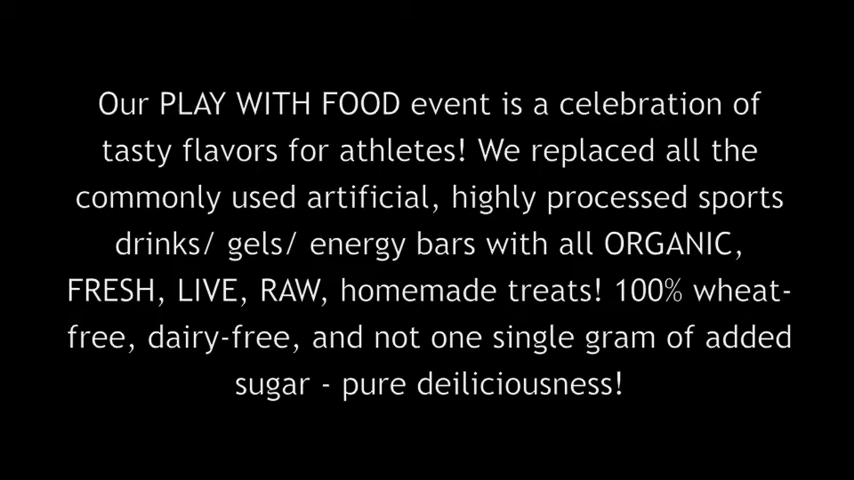 Our PLAY WITH FOOD event is a celebration of
tasty flavors for athletes! We replaced all the
commonly used artificial, highly processed sports
drinks/ gels/ energy bars with all ORGANIC,
FRESH, LIVE, RAW, homemade treats! 100% wheat-
free, dairy-free, and not one single gram of added
sugar - pure deiliciousness!